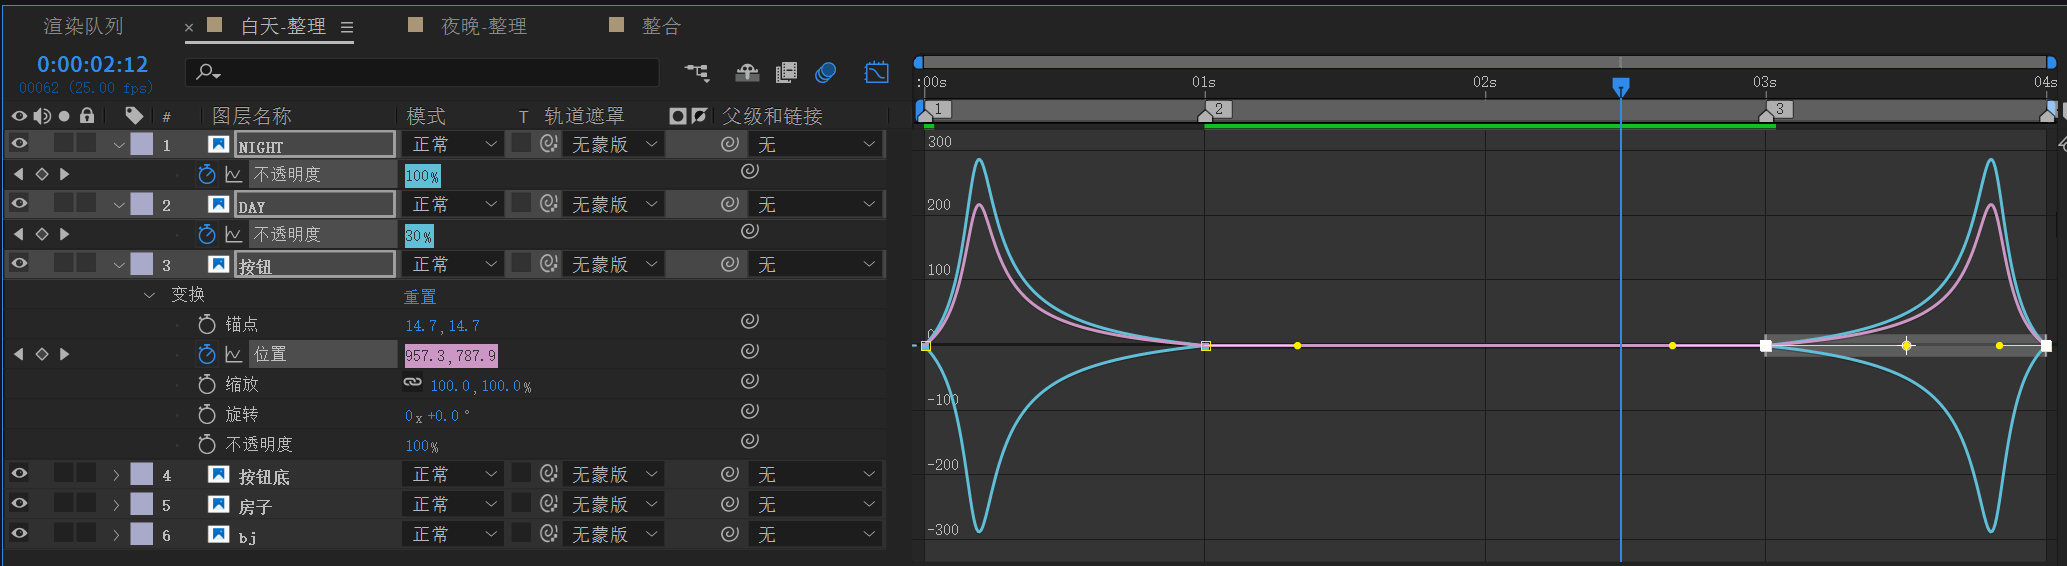 渲染队列 × 白天-整理 ≡ 夜晚-整理 整合
0:00:02:12
00062 (25.00 fps)
# 图层名称 模式 T 轨道遮罩 父级和链接
1 NIGHT 正常 无蒙版 无
不透明度 100%
2 DAY 正常 无蒙版 无
不透明度 30%
3 按钮 正常 无蒙版 无
变换 重置
锚点 14.7,14.7
位置 957.3,787.9
缩放 100.0,100.0%
旋转 0x+0.0°
不透明度 100%
4 按钮底 正常 无蒙版 无
5 房子 正常 无蒙版 无
6 bj 正常 无蒙版 无
:00s 01s 02s 03s 04s
1 2 3
300
200
100
0
-100
-200
-300